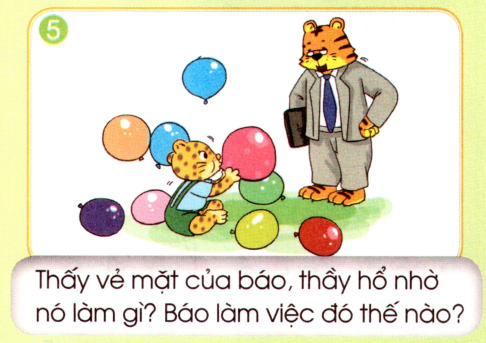 5
Thấy vẻ mặt của báo, thầy hổ nhờ
nó làm gì? Báo làm việc đó thế nào?